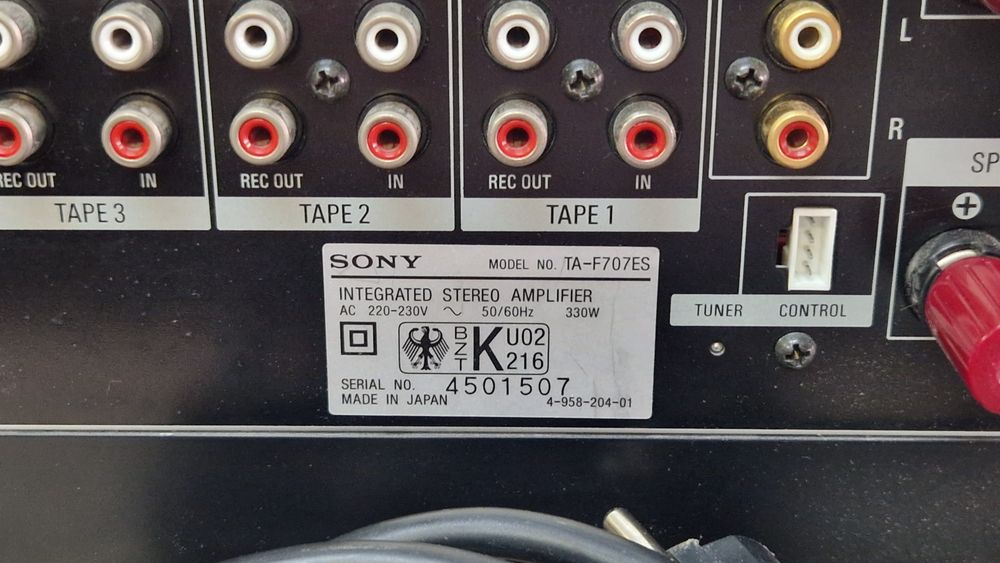 L
R
REC OUT IN
TAPE 3
REC OUT IN
TAPE 2
REC OUT IN
TAPE 1
SP
+
TUNER CONTROL
SONY MODEL NO. TA-F707ES
INTEGRATED STEREO AMPLIFIER
AC 220-230V ~ 50/60Hz 330W
BZT K U02 216
SERIAL NO. 4501507
MADE IN JAPAN 4-958-204-01